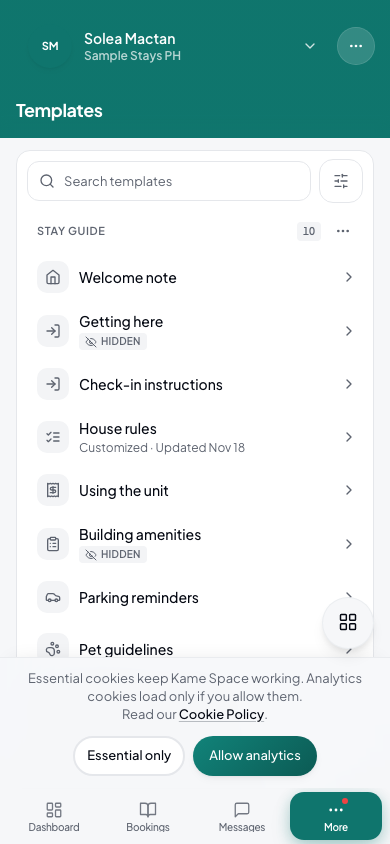 SM
Solea Mactan
Sample Stays PH
Templates
Search templates
STAY GUIDE
10
Welcome note
Getting here
HIDDEN
Check-in instructions
House rules
Customized · Updated Nov 18
Using the unit
Building amenities
HIDDEN
Parking reminders
Pet guidelines
Essential cookies keep Kame Space working. Analytics
cookies load only if you allow them.
Read our Cookie Policy.
Essential only
Allow analytics
Dashboard
Bookings
Messages
More